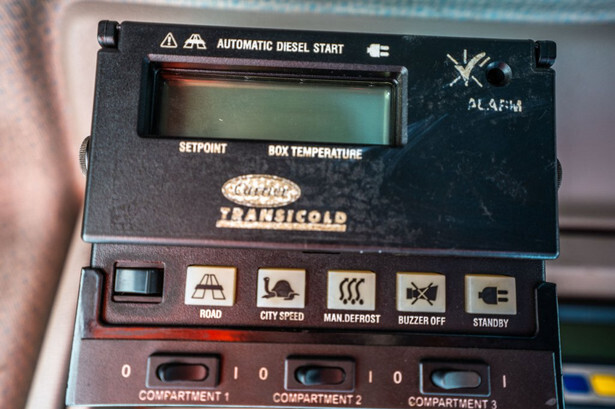 AUTOMATIC DIESEL START
ALARM
SETPOINT BOX TEMPERATURE
Carrier
TRANSICOLD
ROAD CITY SPEED MAN.DEFROST BUZZER OFF STANDBY
0 I 0 I 0 I
COMPARTMENT 1 COMPARTMENT 2 COMPARTMENT 3